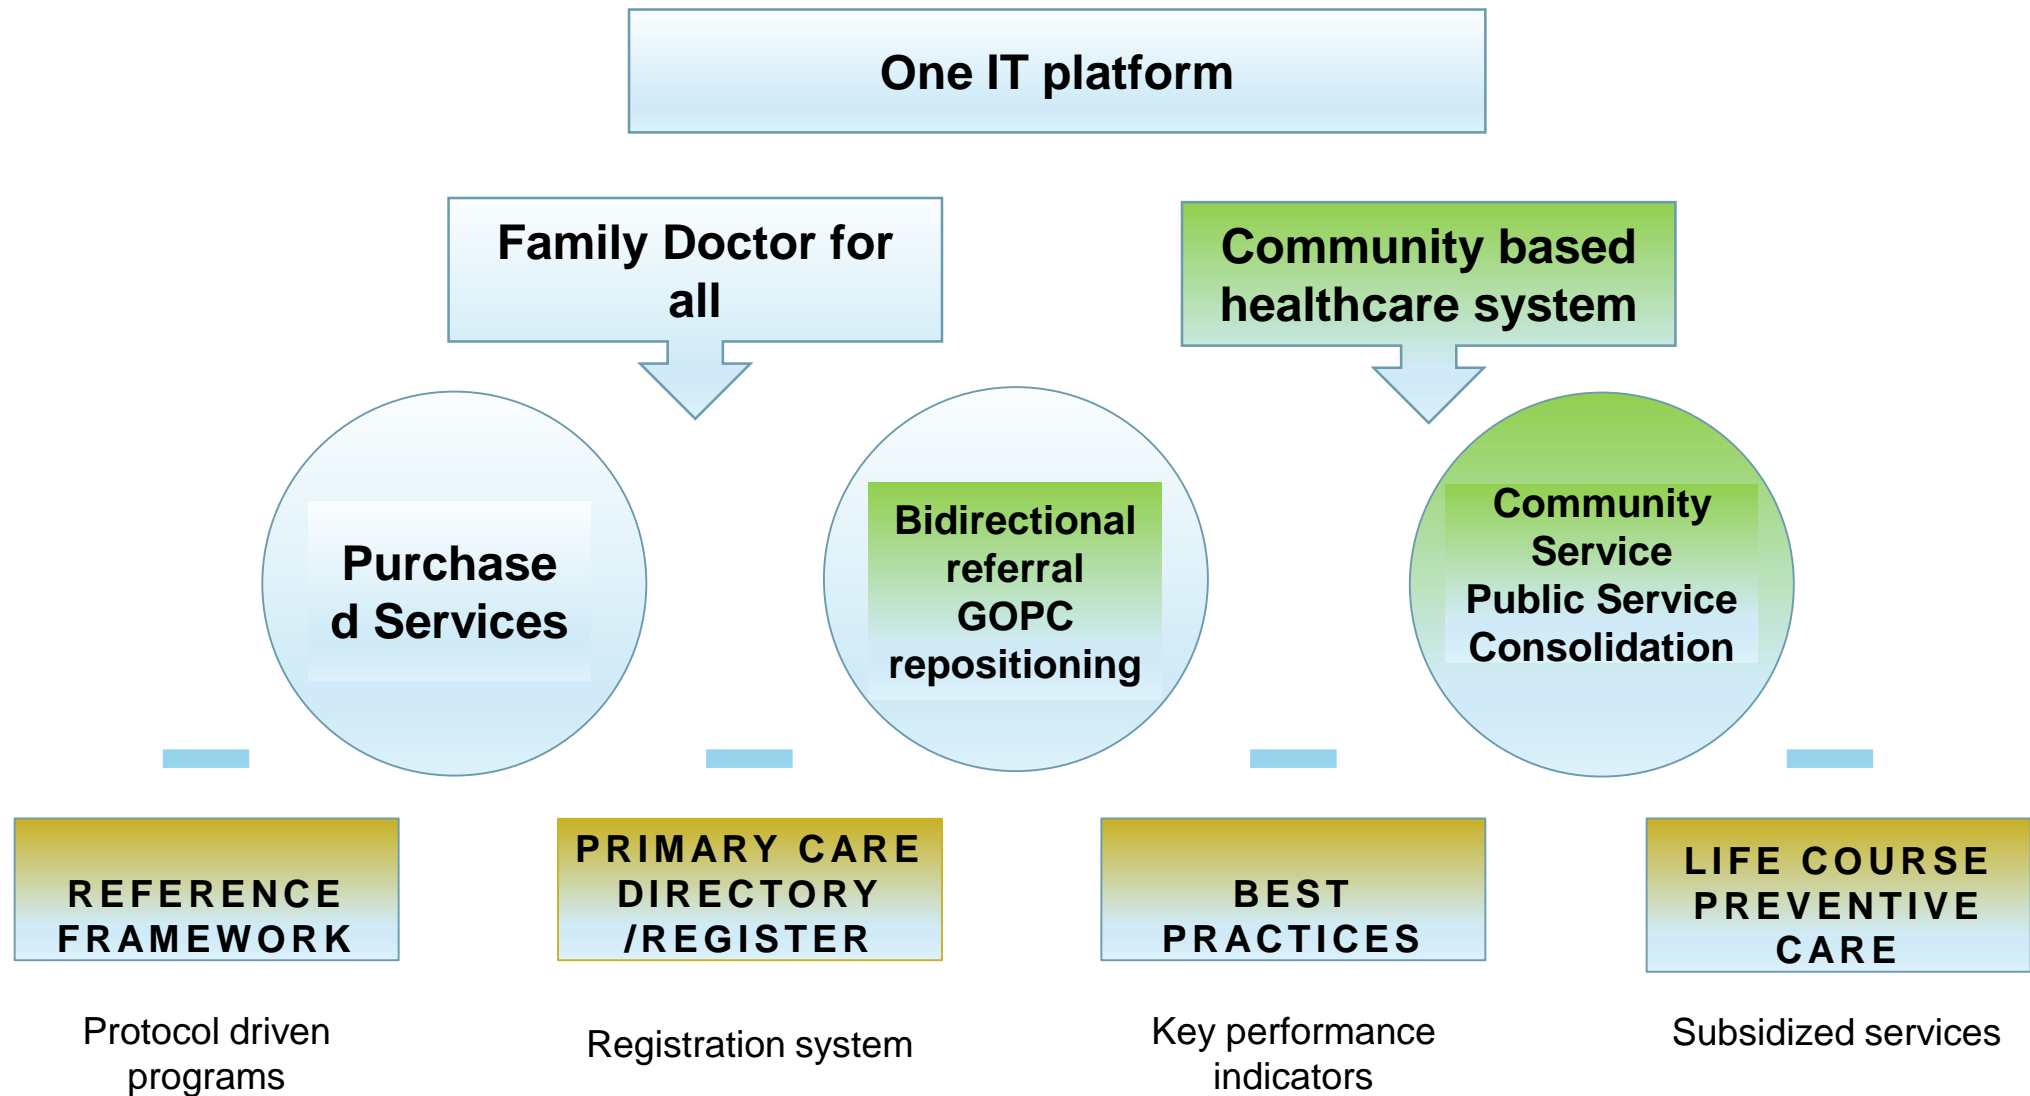 One IT platform
Family Doctor for
all
Community based
healthcare system
Purchase
d Services
Bidirectional
referral
GOPC
repositioning
Community
Service
Public Service
Consolidation
REFERENCE
FRAMEWORK
PRIMARY CARE
DIRECTORY
/REGISTER
BEST
PRACTICES
LIFE COURSE
PREVENTIVE
CARE
Protocol driven
programs
Registration system
Key performance
indicators
Subsidized services